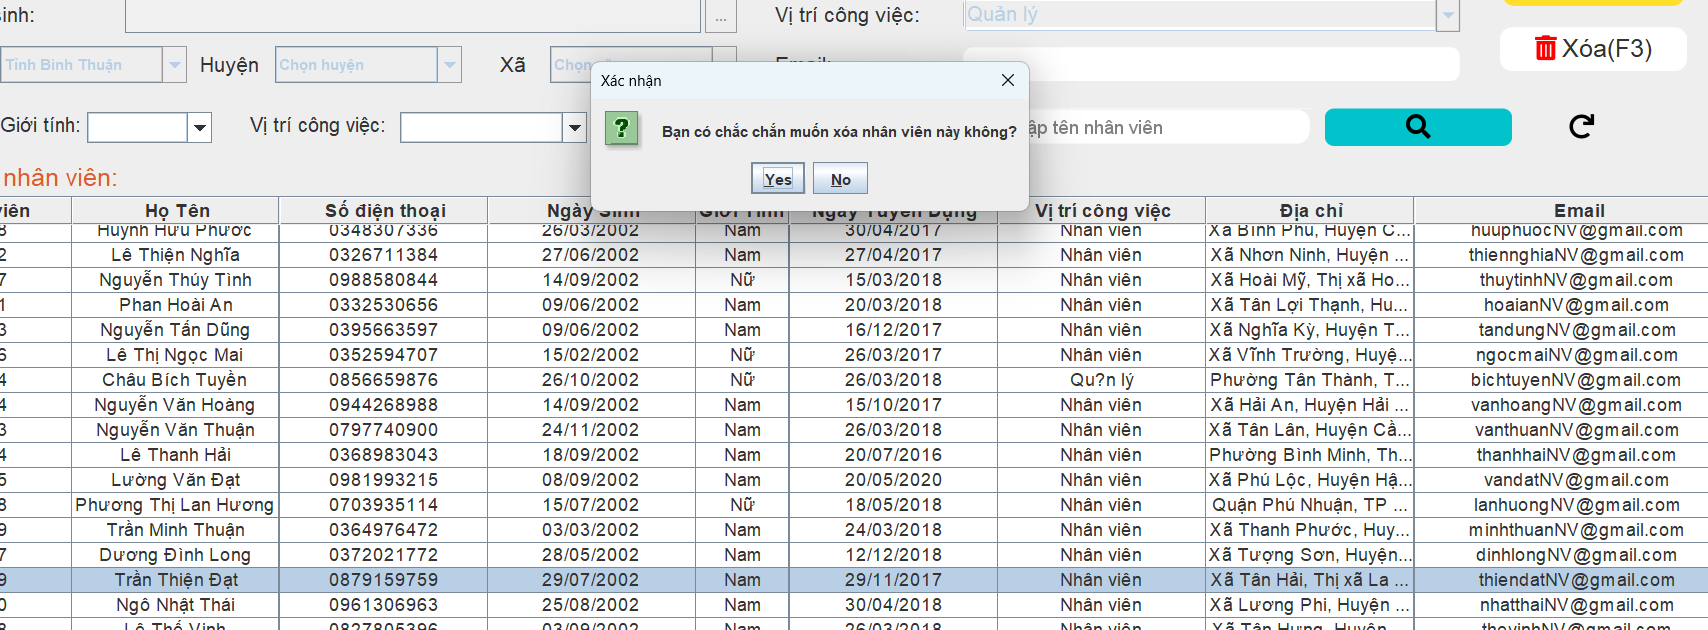 sinh:
...
Vị trí công việc:
Quản lý
Tỉnh Bình Thuận
Huyện
Chọn huyện
Xã
Xóa(F3)
Xác nhận
Giới tính:
Vị trí công việc:
?
Bạn có chắc chắn muốn xóa nhân viên này không?
ập tên nhân viên
Yes
No
nhân viên:
viên Họ Tên Số điện thoại Ngày Sinh Giới Tính Ngày Tuyển Dụng Vị trí công việc Địa chỉ Email
8 Huỳnh Hữu Phước 0348307336 26/03/2002 Nam 30/04/2017 Nhân viên Xã Bình Phú, Huyện C... huuphuocNV@gmail.com
2 Lê Thiện Nghĩa 0326711384 27/06/2002 Nam 27/04/2017 Nhân viên Xã Nhơn Ninh, Huyện ... thiennghiaNV@gmail.com
7 Nguyễn Thúy Tình 0988580844 14/09/2002 Nữ 15/03/2018 Nhân viên Xã Hoài Mỹ, Thị xã Ho... thuytinhNV@gmail.com
1 Phan Hoài An 0332530656 09/06/2002 Nam 20/03/2018 Nhân viên Xã Tân Lợi Thạnh, Hu... hoaianNV@gmail.com
3 Nguyễn Tấn Dũng 0395663597 09/06/2002 Nam 16/12/2017 Nhân viên Xã Nghĩa Kỳ, Huyện T... tandungNV@gmail.com
6 Lê Thị Ngọc Mai 0352594707 15/02/2002 Nữ 26/03/2017 Nhân viên Xã Vĩnh Trường, Huyệ... ngocmaiNV@gmail.com
4 Châu Bích Tuyền 0856659876 26/10/2002 Nữ 26/03/2018 Qu?n lý Phường Tân Thành, T... bichtuyenNV@gmail.com
4 Nguyễn Văn Hoàng 0944268988 14/09/2002 Nam 15/10/2017 Nhân viên Xã Hải An, Huyện Hải ... vanhoangNV@gmail.com
3 Nguyễn Văn Thuận 0797740900 24/11/2002 Nam 26/03/2018 Nhân viên Xã Tân Lân, Huyện Cầ... vanthuanNV@gmail.com
4 Lê Thanh Hải 0368983043 18/09/2002 Nam 20/07/2016 Nhân viên Phường Bình Minh, Th... thanhhaiNV@gmail.com
5 Lường Văn Đạt 0981993215 08/09/2002 Nam 20/05/2020 Nhân viên Xã Phú Lộc, Huyện Hậ... vandatNV@gmail.com
8 Phương Thị Lan Hương 0703935114 15/07/2002 Nữ 18/05/2018 Nhân viên Quận Phú Nhuận, TP ... lanhuongNV@gmail.com
9 Trần Minh Thuận 0364976472 03/03/2002 Nam 24/03/2018 Nhân viên Xã Thanh Phước, Huy... minhthuanNV@gmail.com
7 Dương Đình Long 0372021772 28/05/2002 Nam 12/12/2018 Nhân viên Xã Tượng Sơn, Huyện... dinhlongNV@gmail.com
9 Trần Thiện Đạt 0879159759 29/07/2002 Nam 29/11/2017 Nhân viên Xã Tân Hải, Thị xã La ... thiendatNV@gmail.com
0 Ngô Nhật Thái 0961306963 25/08/2002 Nam 30/04/2018 Nhân viên Xã Lương Phi, Huyện ... nhatthaiNV@gmail.com
8 Lê Thế Vinh 0827805396 03/09/2002 Nam 26/03/2018 Nhân viên Xã Tân Hưng, Huyện ... thevinhNV@gmail.com